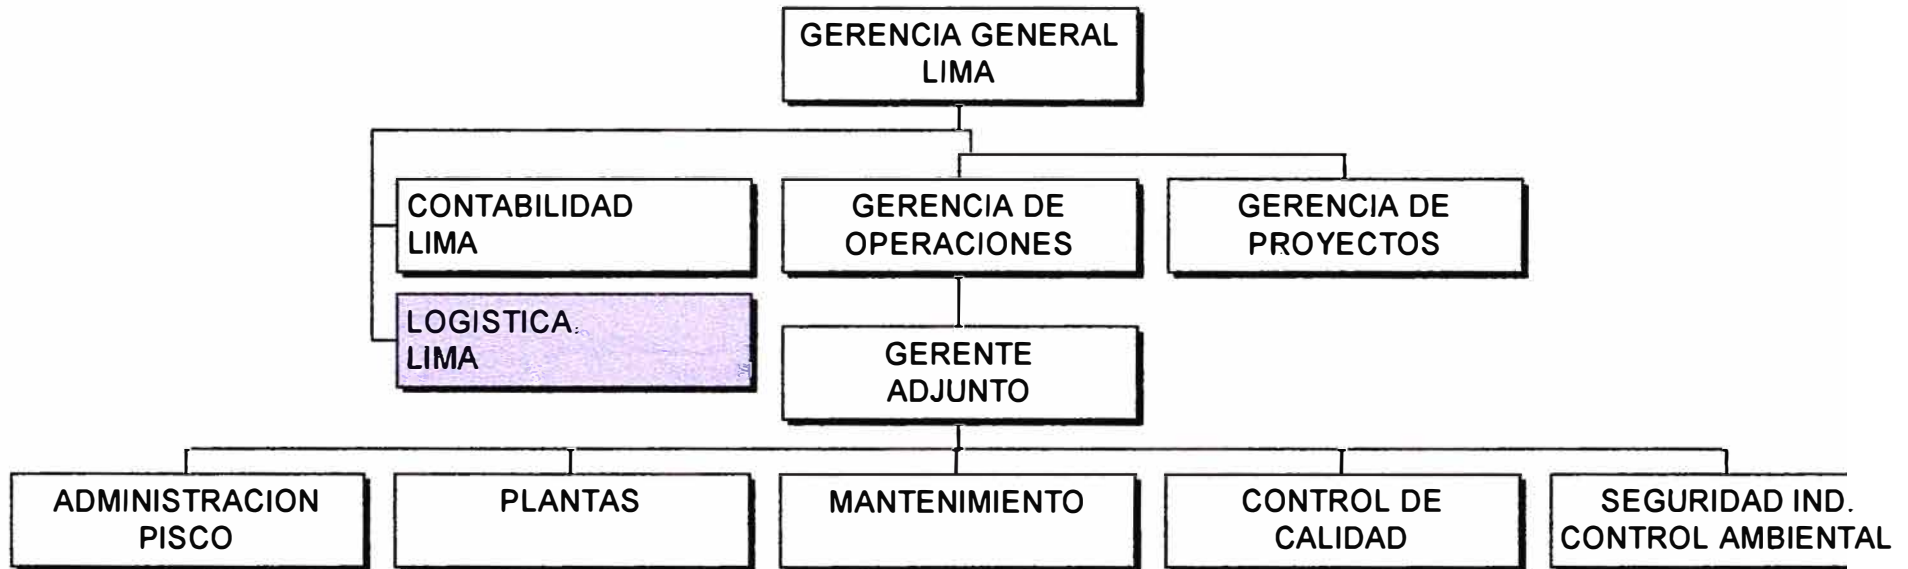 GERENCIA GENERAL
LIMA
CONTABILIDAD
LIMA
GERENCIA DE
OPERACIONES
GERENCIA DE
PROYECTOS
LOGISTICA
LIMA
GERENTE
ADJUNTO
ADMINISTRACION
PISCO
PLANTAS
MANTENIMIENTO
CONTROL DE
CALIDAD
SEGURIDAD IND.
CONTROL AMBIENTAL